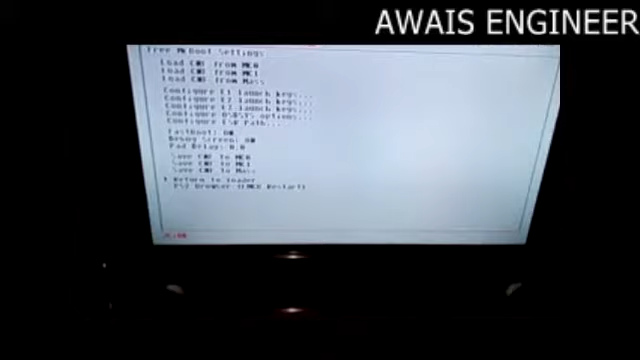 AWAIS ENGINEER
Free McBoot Settings
Load CNF from MC0
Load CNF from MC1
Load CNF from Mass
Configure E1 launch keys...
Configure E2 launch keys...
Configure E3 launch keys...
Configure OSDSYS options...
Configure ESR Path...
FastBoot: ON
Debug Screen: ON
Pad Delay: 0.0
Save CNF to MC0
Save CNF to MC1
Save CNF to Mass
Return to loader
PS2 Browser (FMCB Restart)